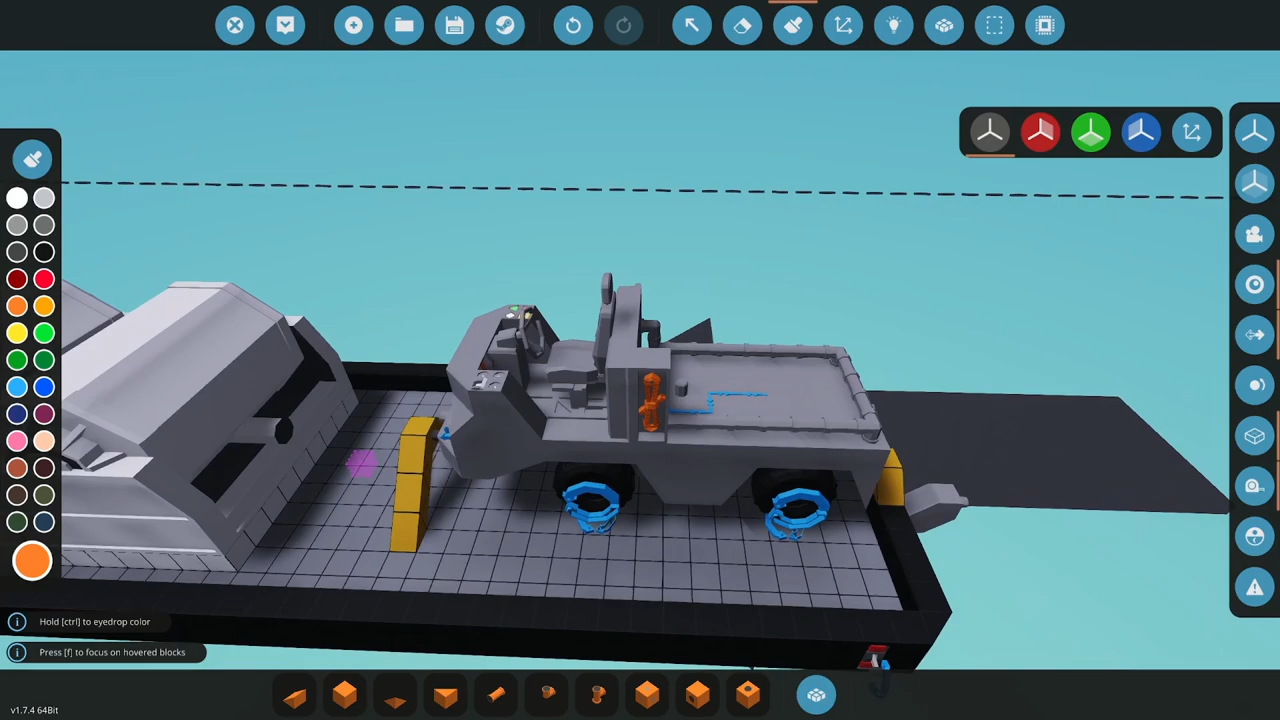 Hold [ctrl] to eyedrop color
Press [f] to focus on hovered blocks
v1.7.4 64Bit